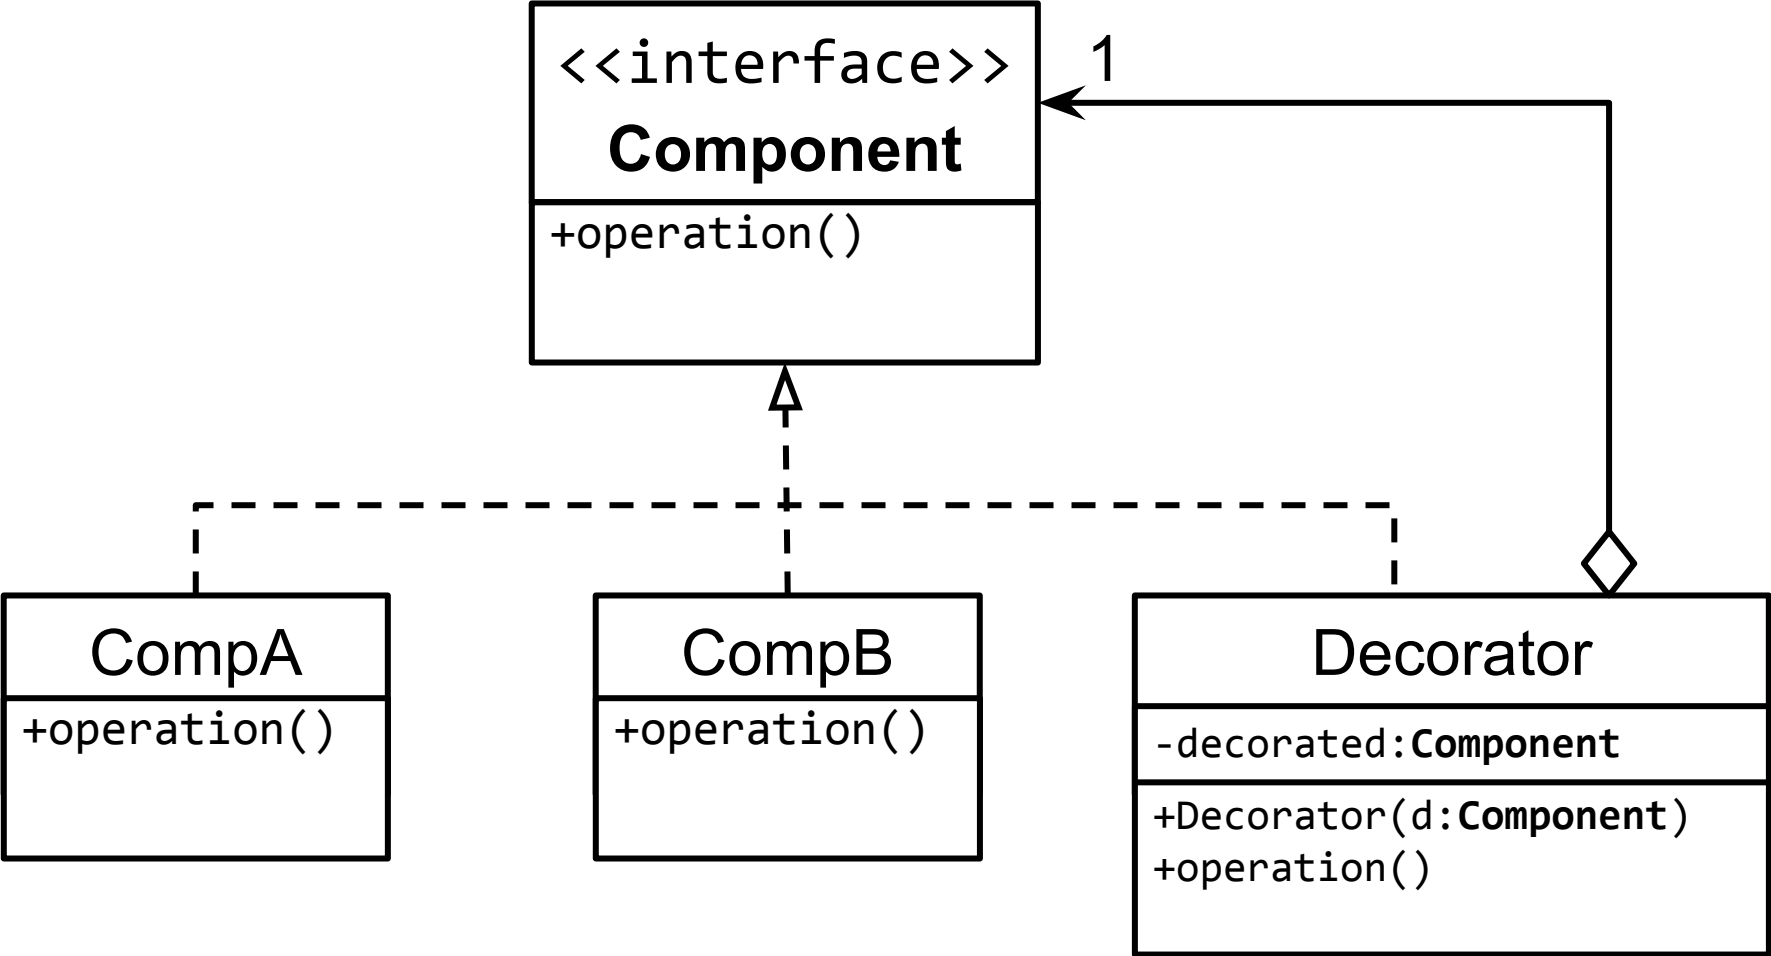 <<interface>>
Component
1
+operation()
CompA
+operation()
CompB
+operation()
Decorator
-decorated:Component
+Decorator(d:Component)
+operation()